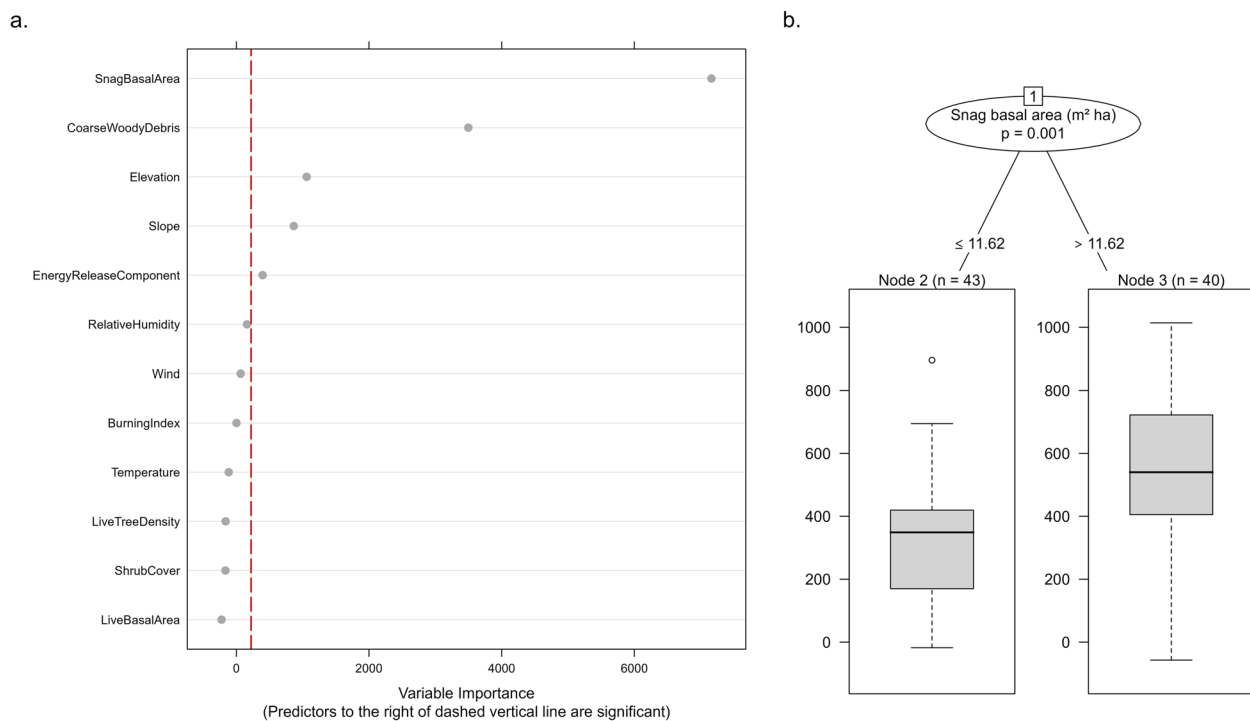 a.
SnagBasalArea
CoarseWoodyDebris
Elevation
Slope
EnergyReleaseComponent
RelativeHumidity
Wind
BurningIndex
Temperature
LiveTreeDensity
ShrubCover
LiveBasalArea
0 2000 4000 6000
Variable Importance
(Predictors to the right of dashed vertical line are significant)
b.
1
Snag basal area (m² ha)
p = 0.001
≤ 11.62 > 11.62
Node 2 (n = 43)
1000
800
600
400
200
0
Node 3 (n = 40)
1000
800
600
400
200
0